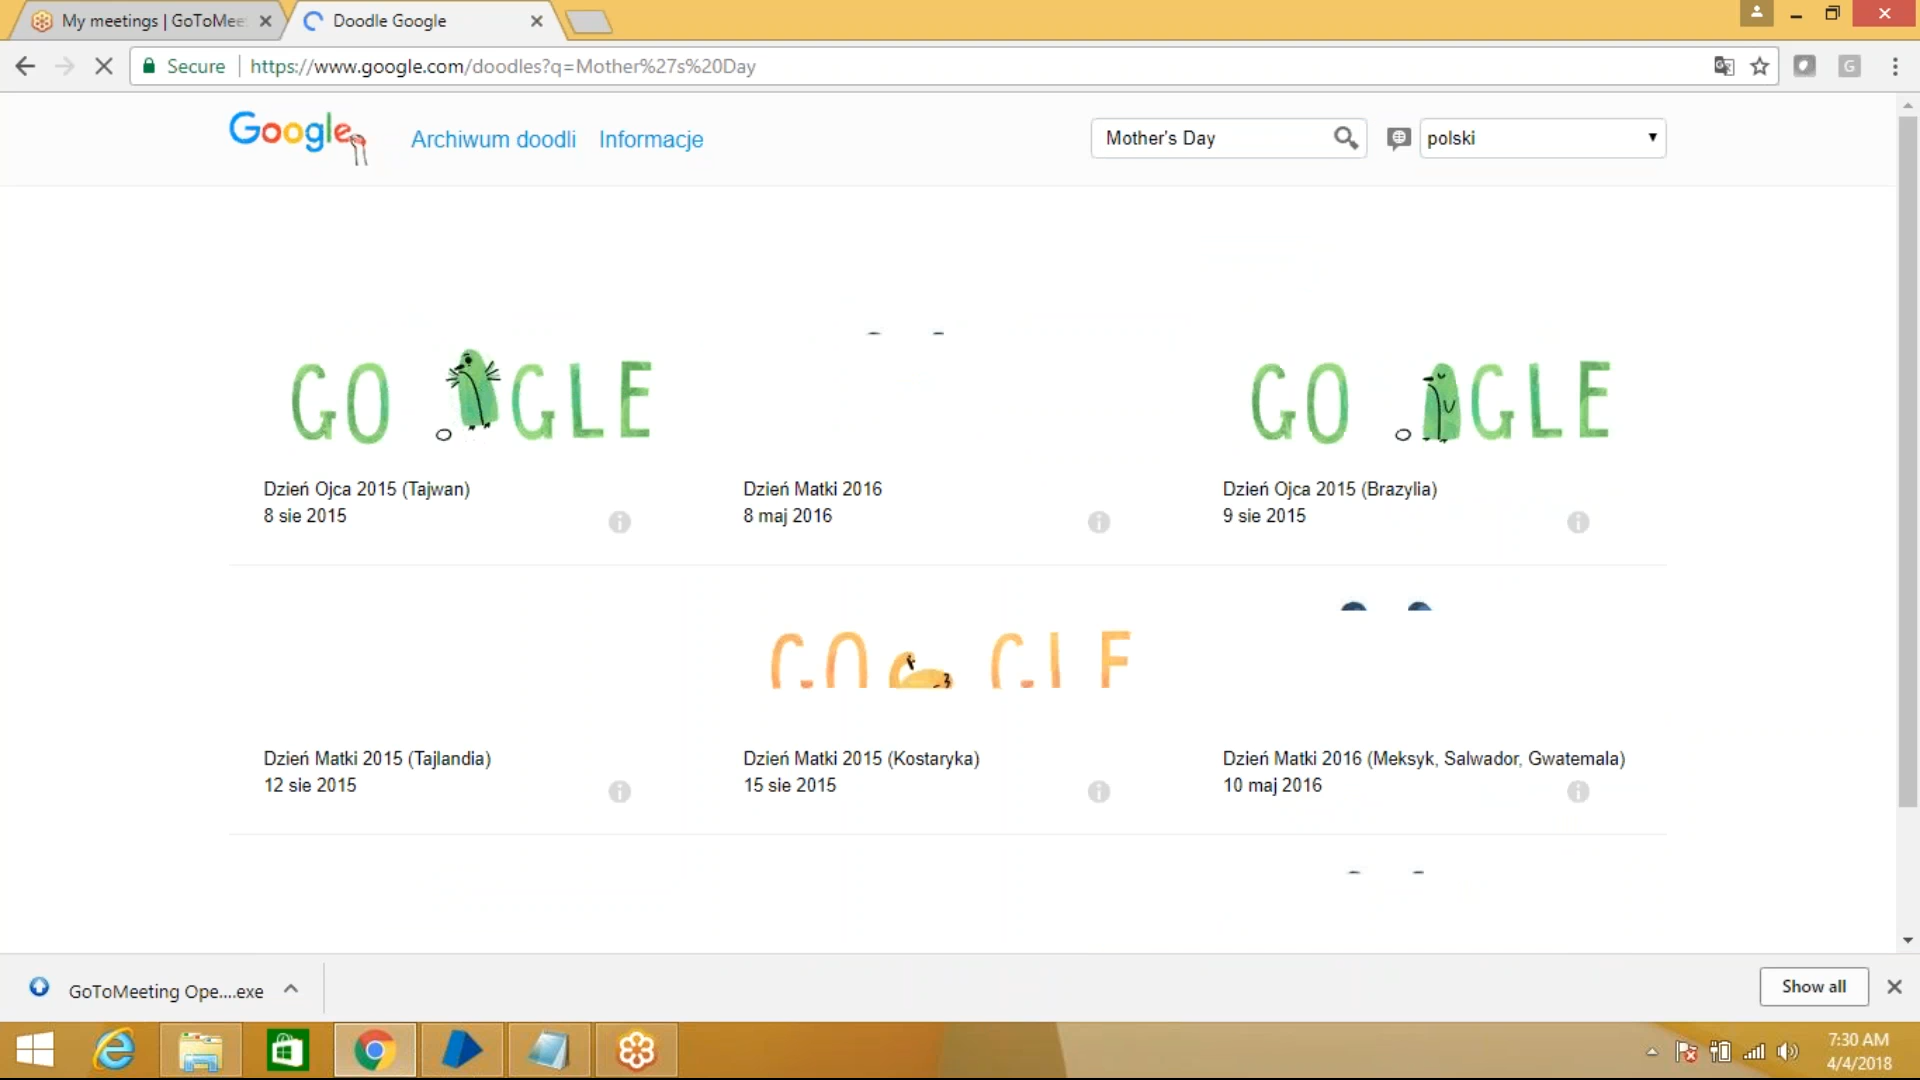 My meetings | GoToMee
Doodle Google
Secure
https://www.google.com/doodles?q=Mother%27s%20Day
G
Google
Archiwum doodli
Informacje
Mother's Day
polski
GO GLE
GO GLE
Dzień Ojca 2015 (Tajwan)
8 sie 2015
Dzień Matki 2016
8 maj 2016
Dzień Ojca 2015 (Brazylia)
9 sie 2015
GO GLE
Dzień Matki 2015 (Tajlandia)
12 sie 2015
Dzień Matki 2015 (Kostaryka)
15 sie 2015
Dzień Matki 2016 (Meksyk, Salwador, Gwatemala)
10 maj 2016
GoToMeeting Ope....exe
Show all
7:30 AM
4/4/2018